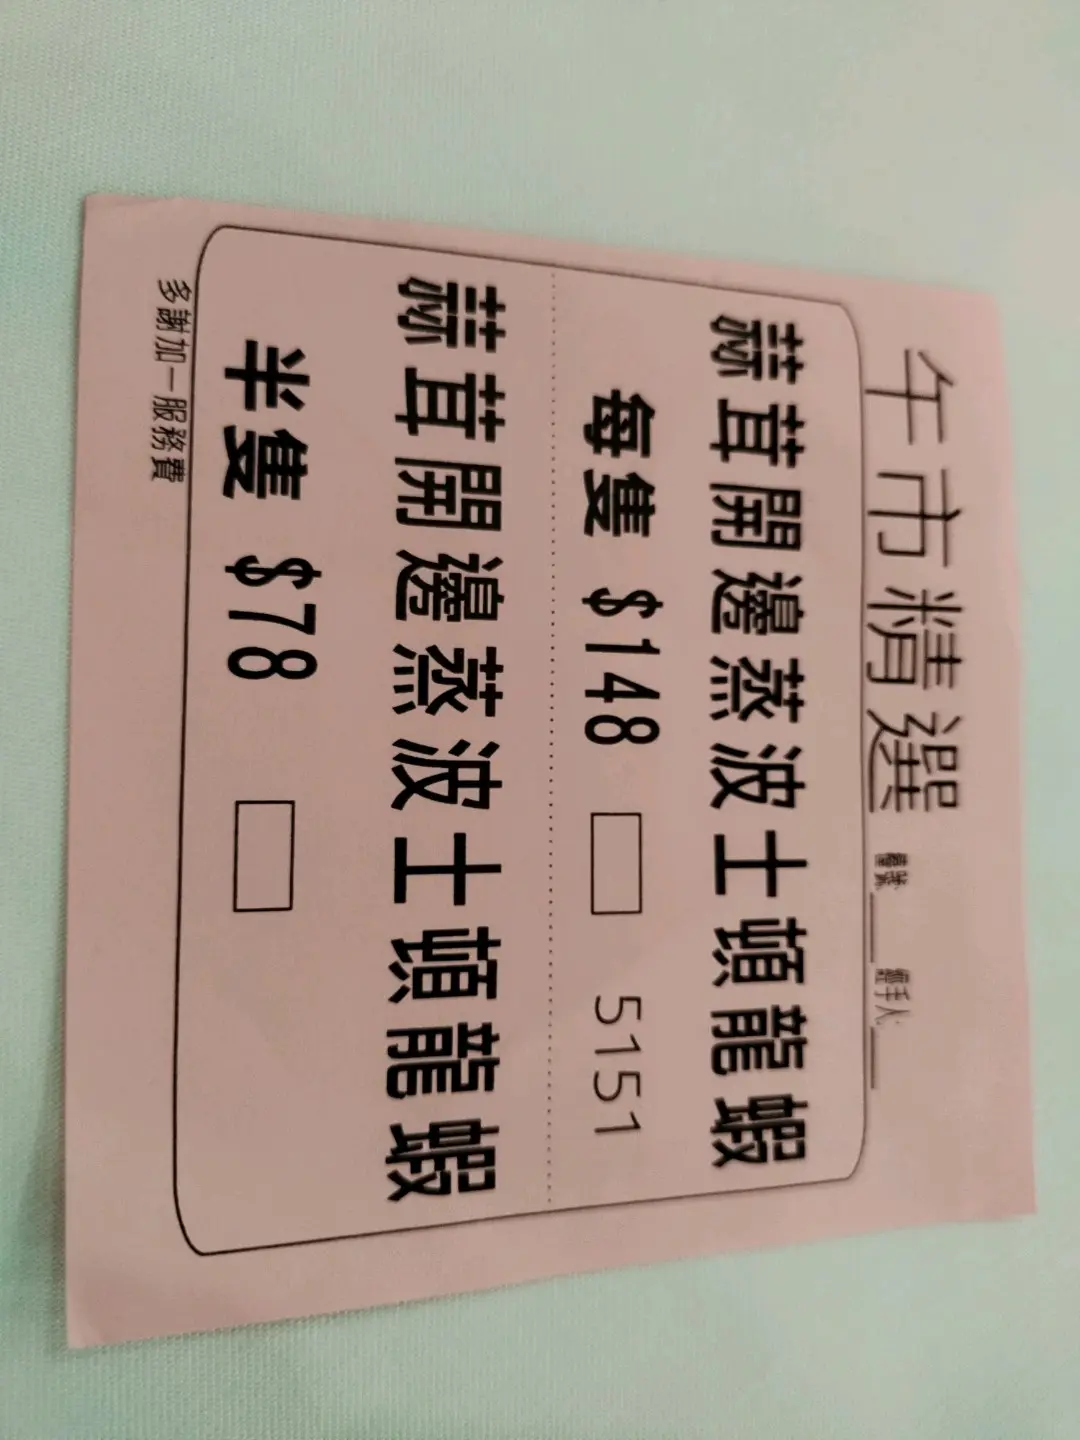 午市精選
檯號: 經手人:
蒜茸開邊蒸波士頓龍蝦
每隻 $148 5151
蒜茸開邊蒸波士頓龍蝦
半隻 $78
多謝加一服務費